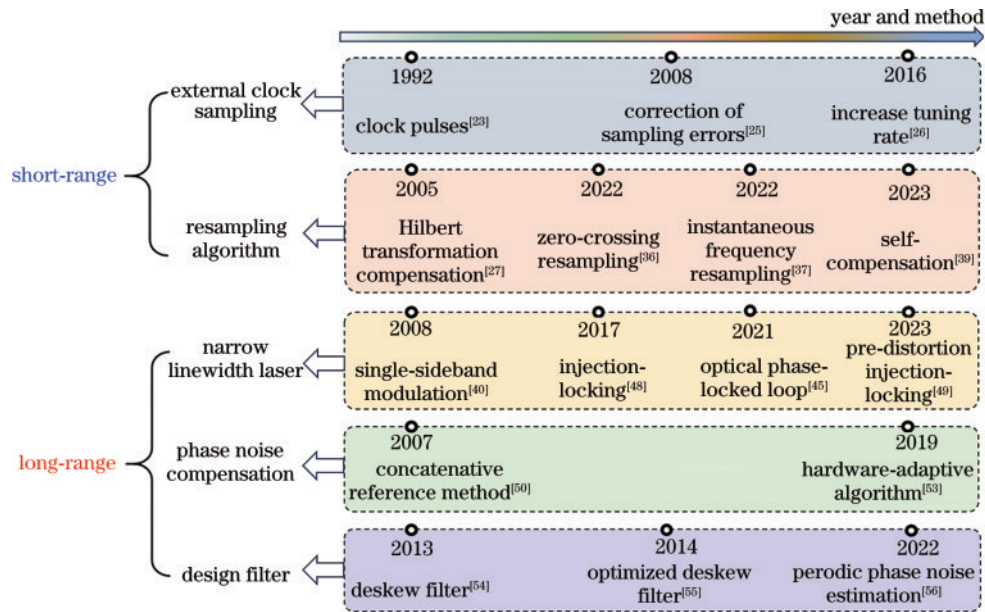 year and method
short-range
external clock
sampling
1992
clock pulses[23]
2008
correction of
sampling errors[25]
2016
increase tuning
rate[26]
resampling
algorithm
2005
Hilbert
transformation
compensation[27]
2022
zero-crossing
resampling[36]
2022
instantaneous
frequency
resampling[37]
2023
self-
compensation[39]
long-range
narrow
linewidth laser
2008
single-sideband
modulation[40]
2017
injection-
locking[48]
2021
optical phase-
locked loop[45]
2023
pre-distortion
injection-
locking[49]
phase noise
compensation
2007
concatenative
reference method[50]
2019
hardware-adaptive
algorithm[53]
design filter
2013
deskew filter[54]
2014
optimized deskew
filter[55]
2022
perodic phase noise
estimation[56]